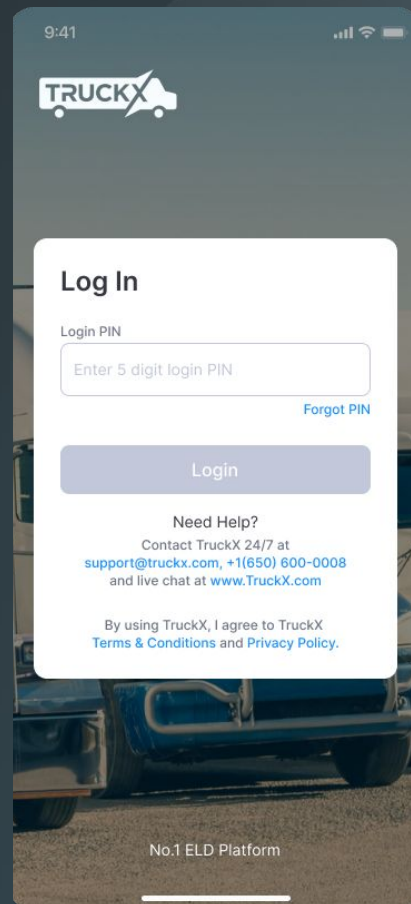 9:41
TRUCKX
Log In
Login PIN
Enter 5 digit login PIN
Forgot PIN
Login
Need Help?
Contact TruckX 24/7 at
support@truckx.com, +1(650) 600-0008
and live chat at www.TruckX.com
By using TruckX, I agree to TruckX
Terms & Conditions and Privacy Policy.
No.1 ELD Platform